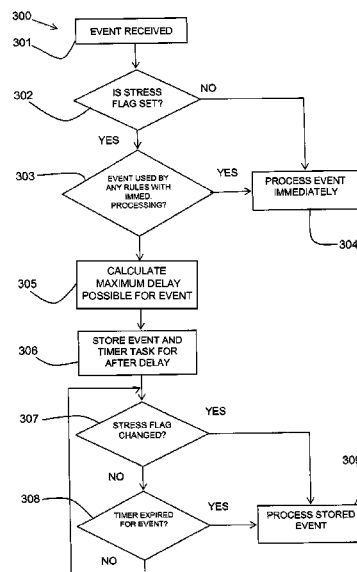 300
301
EVENT RECEIVED
302
IS STRESS
FLAG SET?
NO
YES
303
EVENT USED BY
ANY RULES WITH
IMMED.
PROCESSING?
YES
PROCESS EVENT
IMMEDIATELY
304
305
CALCULATE
MAXIMUM DELAY
POSSIBLE FOR EVENT
306
STORE EVENT AND
TIMER TASK FOR
AFTER DELAY
307
STRESS FLAG
CHANGED?
YES
NO
308
TIMER EXPIRED
FOR EVENT?
YES
309
PROCESS STORED
EVENT
NO